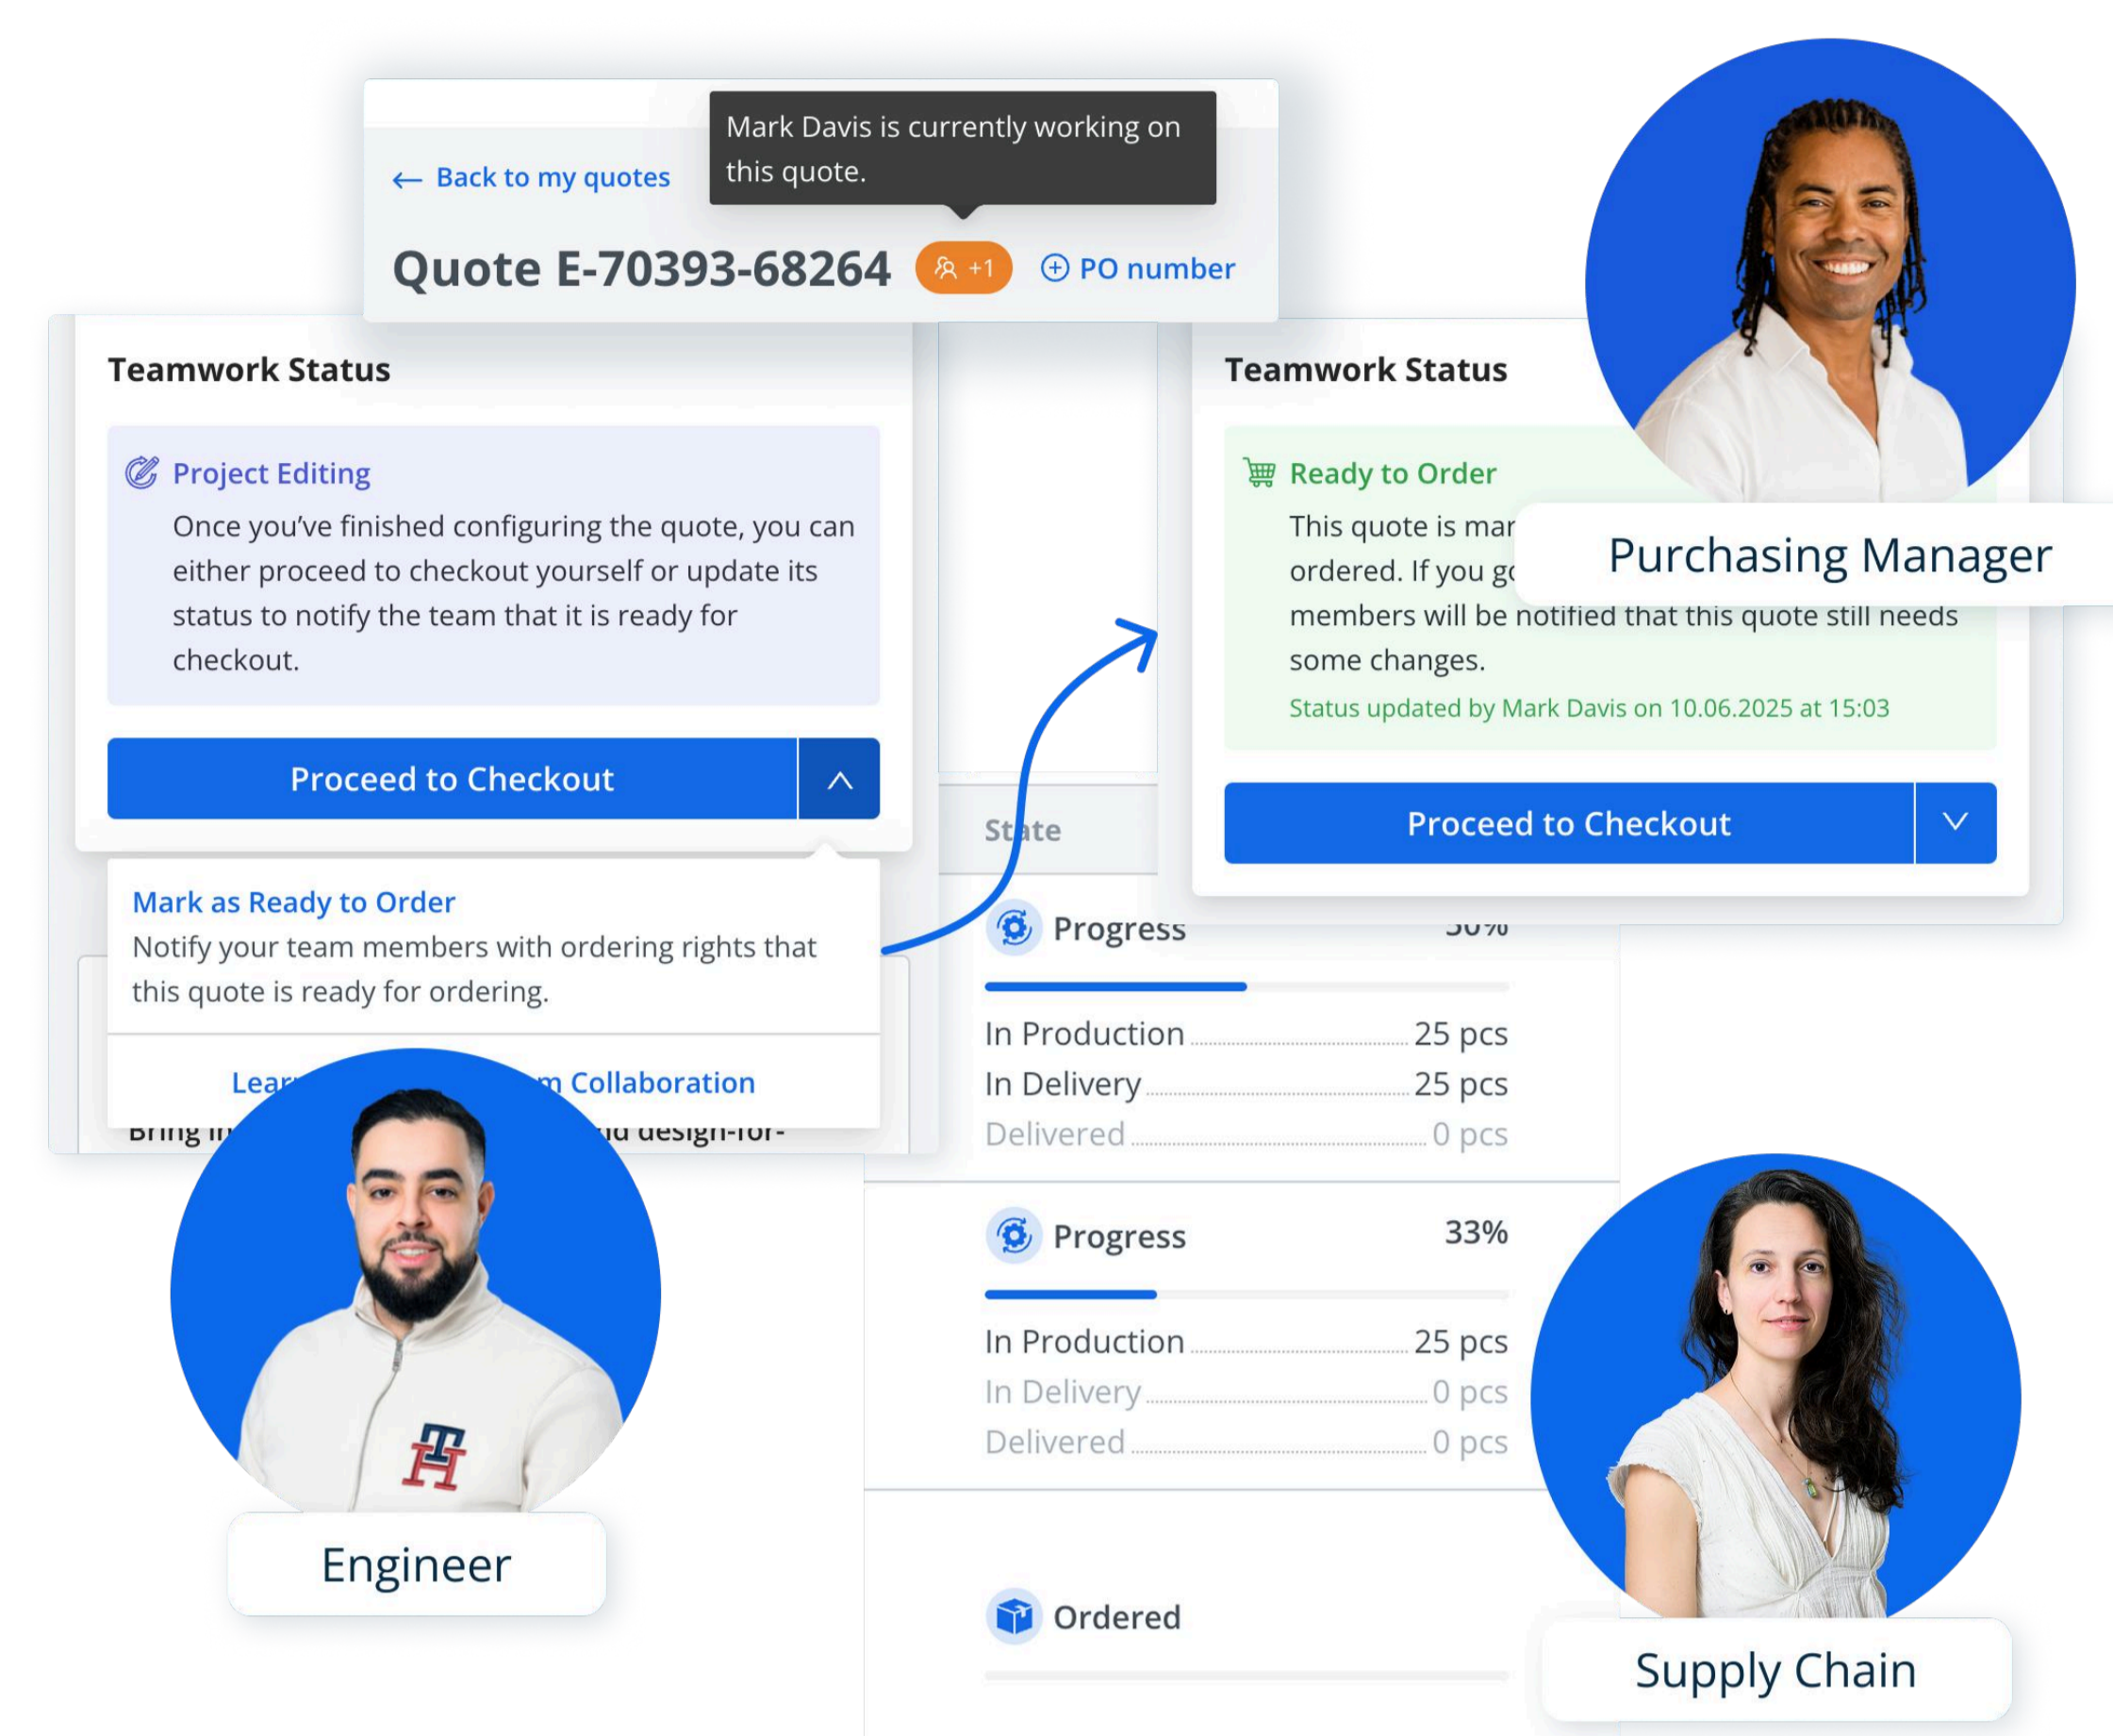 Mark Davis is currently working on
this quote.
← Back to my quotes
Quote E-70393-68264
+1
PO number
Teamwork Status
Project Editing
Once you’ve finished configuring the quote, you can
either proceed to checkout yourself or update its
status to notify the team that it is ready for
checkout.
Proceed to Checkout
Mark as Ready to Order
Notify your team members with ordering rights that
this quote is ready for ordering.
Collaboration
Bring
design-for-
Engineer
Teamwork Status
Ready to Order
This quote is
ordered. If you
members will be notified that this quote still needs
some changes.
Status updated by Mark Davis on 10.06.2025 at 15:03
Proceed to Checkout
Purchasing Manager
State
Progress 50%
In Production 25 pcs
In Delivery 25 pcs
Delivered 0 pcs
Progress 33%
In Production 25 pcs
In Delivery 0 pcs
Delivered 0 pcs
Ordered
TH
Supply Chain